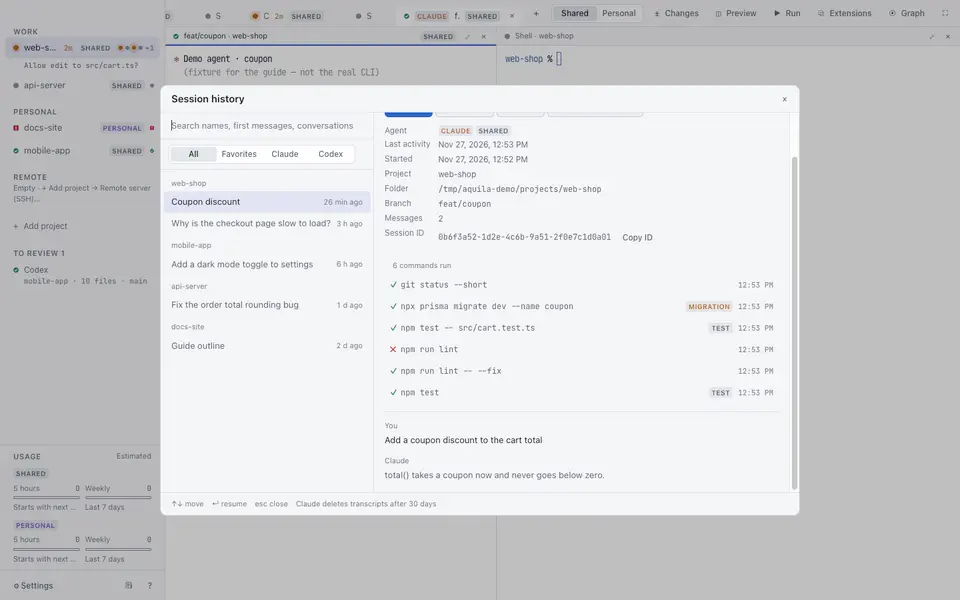 WORK
web-s... 2m SHARED
Allow edit to src/cart.ts?
api-server SHARED
PERSONAL
docs-site PERSONAL
mobile-app SHARED
REMOTE
Empty · + Add project → Remote server (SSH)...
+ Add project
TO REVIEW 1
Codex
mobile-app · 10 files · main
USAGE Estimated
SHARED
5 hours 0 Weekly 0
Starts with next ... Last 7 days
PERSONAL
5 hours 0 Weekly 0
Starts with next ... Last 7 days
Settings ?
S C 2m SHARED S CLAUDE f. SHARED × +
Shared Personal Changes Preview Run Extensions Graph
feat/coupon · web-shop SHARED ×
Shell · web-shop ×
* Demo agent · coupon
(fixture for the guide — not the real CLI)
web-shop %
Session history ×
Search names, first messages, conversations
All Favorites Claude Codex
web-shop
Coupon discount 26 min ago
Why is the checkout page slow to load? 3 h ago
mobile-app
Add a dark mode toggle to settings 6 h ago
api-server
Fix the order total rounding bug 1 d ago
docs-site
Guide outline 2 d ago
Agent CLAUDE SHARED
Last activity Nov 27, 2026, 12:53 PM
Started Nov 27, 2026, 12:52 PM
Project web-shop
Folder /tmp/aquila-demo/projects/web-shop
Branch feat/coupon
Messages 2
Session ID 0b6f3a52-1d2e-4c6b-9a51-2f0e7c1d0a01 Copy ID
6 commands run
✓ git status --short 12:53 PM
✓ npx prisma migrate dev --name coupon MIGRATION 12:53 PM
✓ npm test -- src/cart.test.ts TEST 12:53 PM
✗ npm run lint 12:53 PM
✓ npm run lint -- --fix 12:53 PM
✓ npm test TEST 12:53 PM
You
Add a coupon discount to the cart total
Claude
total() takes a coupon now and never goes below zero.
↑↓ move ↵ resume esc close Claude deletes transcripts after 30 days